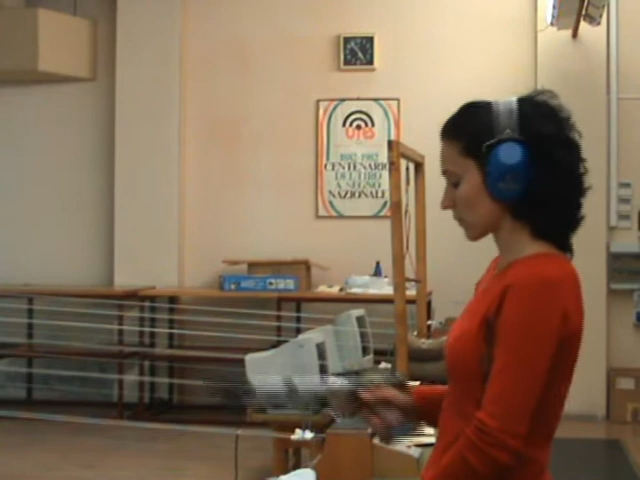 UITS
1882-1982
CENTENARIO
DEL TIRO
A SEGNO
NAZIONALE